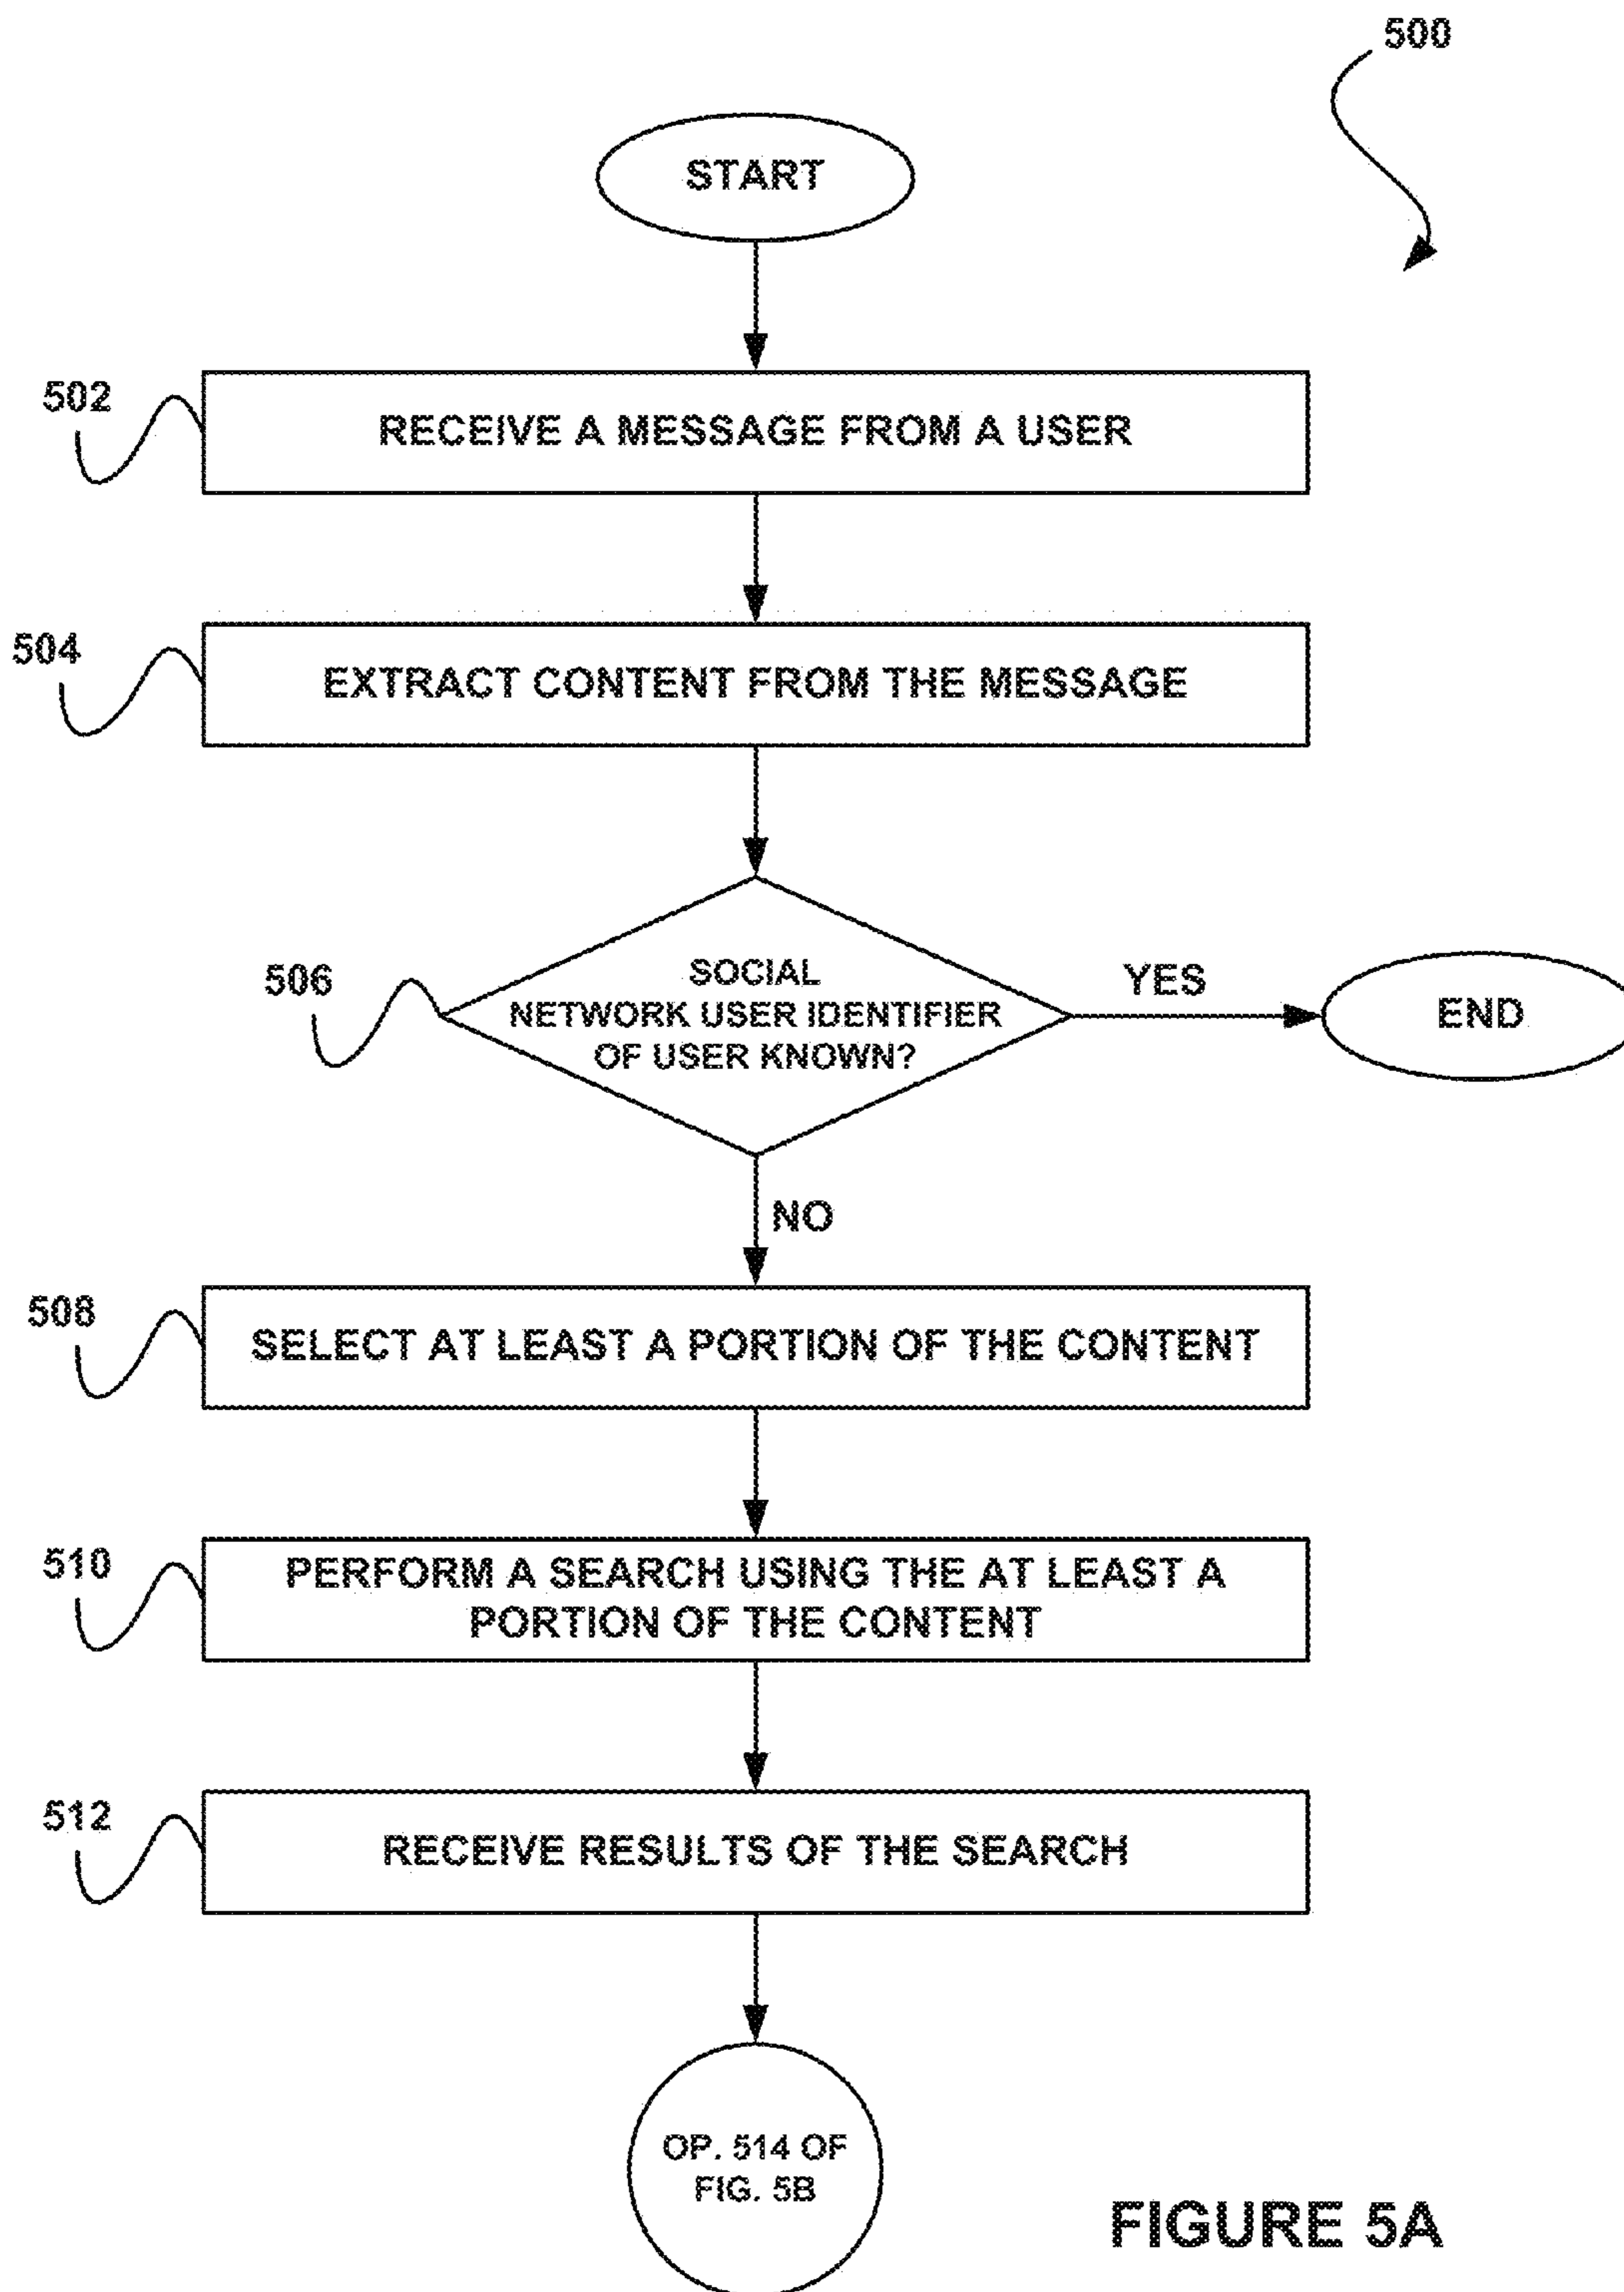 500
START
502
RECEIVE A MESSAGE FROM A USER
504
EXTRACT CONTENT FROM THE MESSAGE
506
SOCIAL
NETWORK USER IDENTIFIER
OF USER KNOWN?
YES
END
NO
508
SELECT AT LEAST A PORTION OF THE CONTENT
510
PERFORM A SEARCH USING THE AT LEAST A
PORTION OF THE CONTENT
512
RECEIVE RESULTS OF THE SEARCH
OP. 514 OF
FIG. 5B
FIGURE 5A